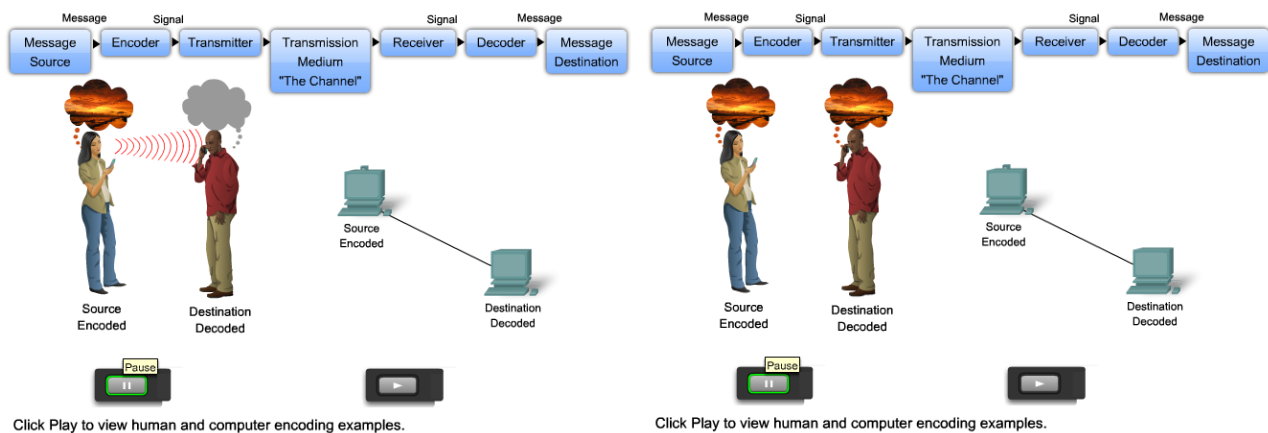 Message Signal Signal Message
Message Source Encoder Transmitter Transmission Medium "The Channel" Receiver Decoder Message Destination
Source
Encoded
Destination
Decoded
Source
Encoded
Destination
Decoded
Pause
Click Play to view human and computer encoding examples.
Message Signal Signal Message
Message Source Encoder Transmitter Transmission Medium "The Channel" Receiver Decoder Message Destination
Source
Encoded
Destination
Decoded
Source
Encoded
Destination
Decoded
Pause
Click Play to view human and computer encoding examples.